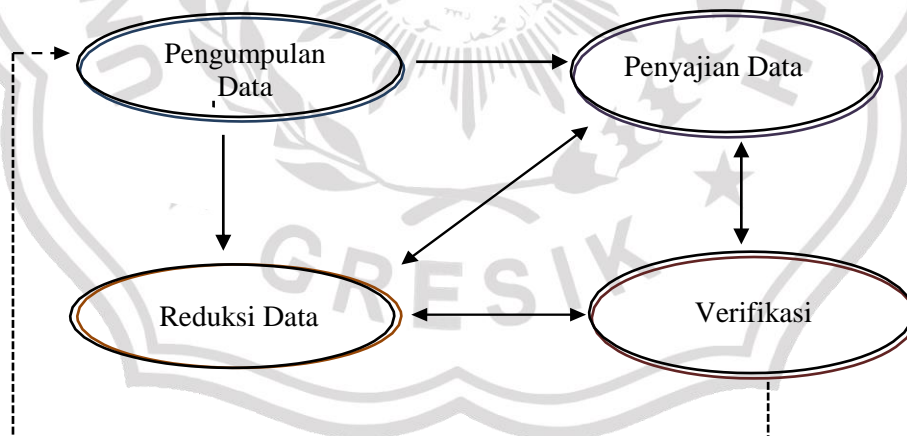 Pengumpulan
Data
Penyajian Data
GRESIK
Reduksi Data
Verifikasi